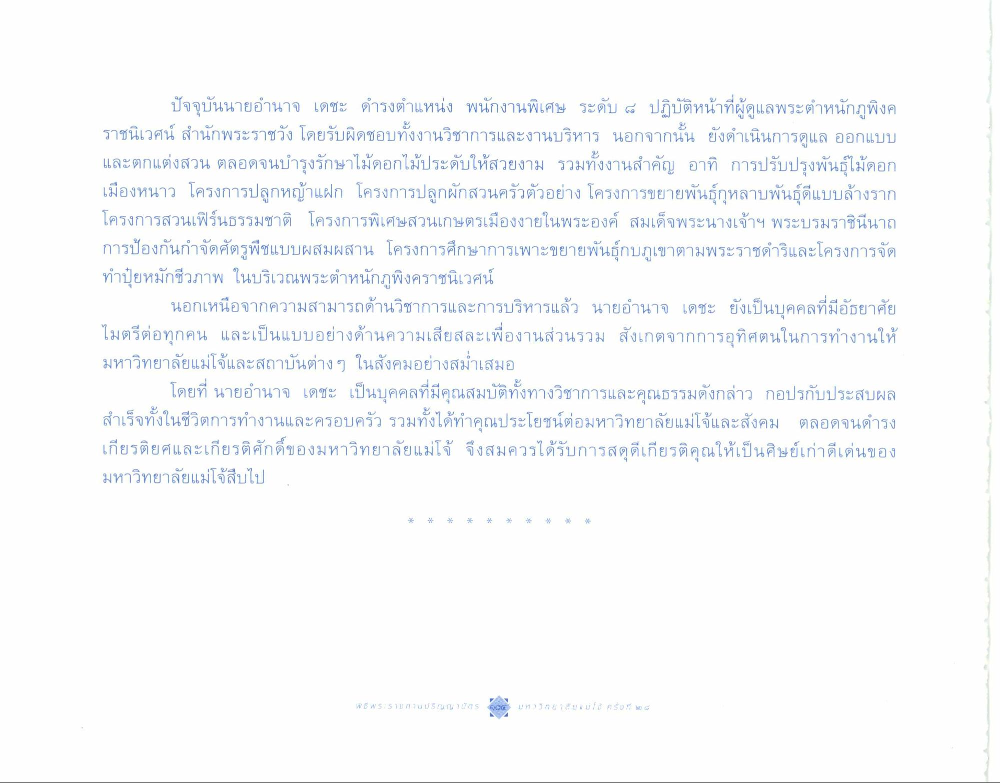 ปัจจุบันนายอำนาจ เดชะ ดำรงตำแหน่ง พนักงานพิเศษ ระดับ ๘ ปฏิบัติหน้าที่ผู้ดูแลพระตำหนักภูพิงค
ราชนิเวศน์ สำนักพระราชวัง โดยรับผิดชอบทั้งงานวิชาการและงานบริหาร นอกจากนั้น ยังดำเนินการดูแล ออกแบบ
และตกแต่งสวน ตลอดจนบำรุงรักษาไม้ดอกไม้ประดับให้สวยงาม รวมทั้งงานสำคัญ อาทิ การปรับปรุงพันธุ์ไม้ดอก
เมืองหนาว โครงการปลูกหญ้าแฝก โครงการปลูกผักสวนครัวตัวอย่าง โครงการขยายพันธุ์กุหลาบพันธุ์ดีแบบล้างราก
โครงการสวนเฟิร์นธรรมชาติ โครงการพิเศษสวนเกษตรเมืองงายในพระองค์ สมเด็จพระนางเจ้าฯ พระบรมราชินีนาถ
การป้องกันกำจัดศัตรูพืชแบบผสมผสาน โครงการศึกษาการเพาะขยายพันธุ์กบภูเขาตามพระราชดำริและโครงการจัด
ทำปุ๋ยหมักชีวภาพ ในบริเวณพระตำหนักภูพิงคราชนิเวศน์
นอกเหนือจากความสามารถด้านวิชาการและการบริหารแล้ว นายอำนาจ เดชะ ยังเป็นบุคคลที่มีอัธยาศัย
ไมตรีต่อทุกคน และเป็นแบบอย่างด้านความเสียสละเพื่องานส่วนรวม สังเกตจากการอุทิศตนในการทำงานให้
มหาวิทยาลัยแม่โจ้และสถาบันต่างๆ ในสังคมอย่างสม่ำเสมอ
โดยที่ นายอำนาจ เดชะ เป็นบุคคลที่มีคุณสมบัติทั้งทางวิชาการและคุณธรรมดังกล่าว กอปรกับประสบผล
สำเร็จทั้งในชีวิตการทำงานและครอบครัว รวมทั้งได้ทำคุณประโยชน์ต่อมหาวิทยาลัยแม่โจ้และสังคม ตลอดจนดำรง
เกียรติยศและเกียรติศักดิ์ของมหาวิทยาลัยแม่โจ้ จึงสมควรได้รับการสดุดีเกียรติคุณให้เป็นศิษย์เก่าดีเด่นของ
มหาวิทยาลัยแม่โจ้สืบไป
* * * * * * * * * *
พิธีพระราชทานปริญญาบัตร ๑๐๔ มหาวิทยาลัยแม่โจ้ ครั้งที่ ๒๘